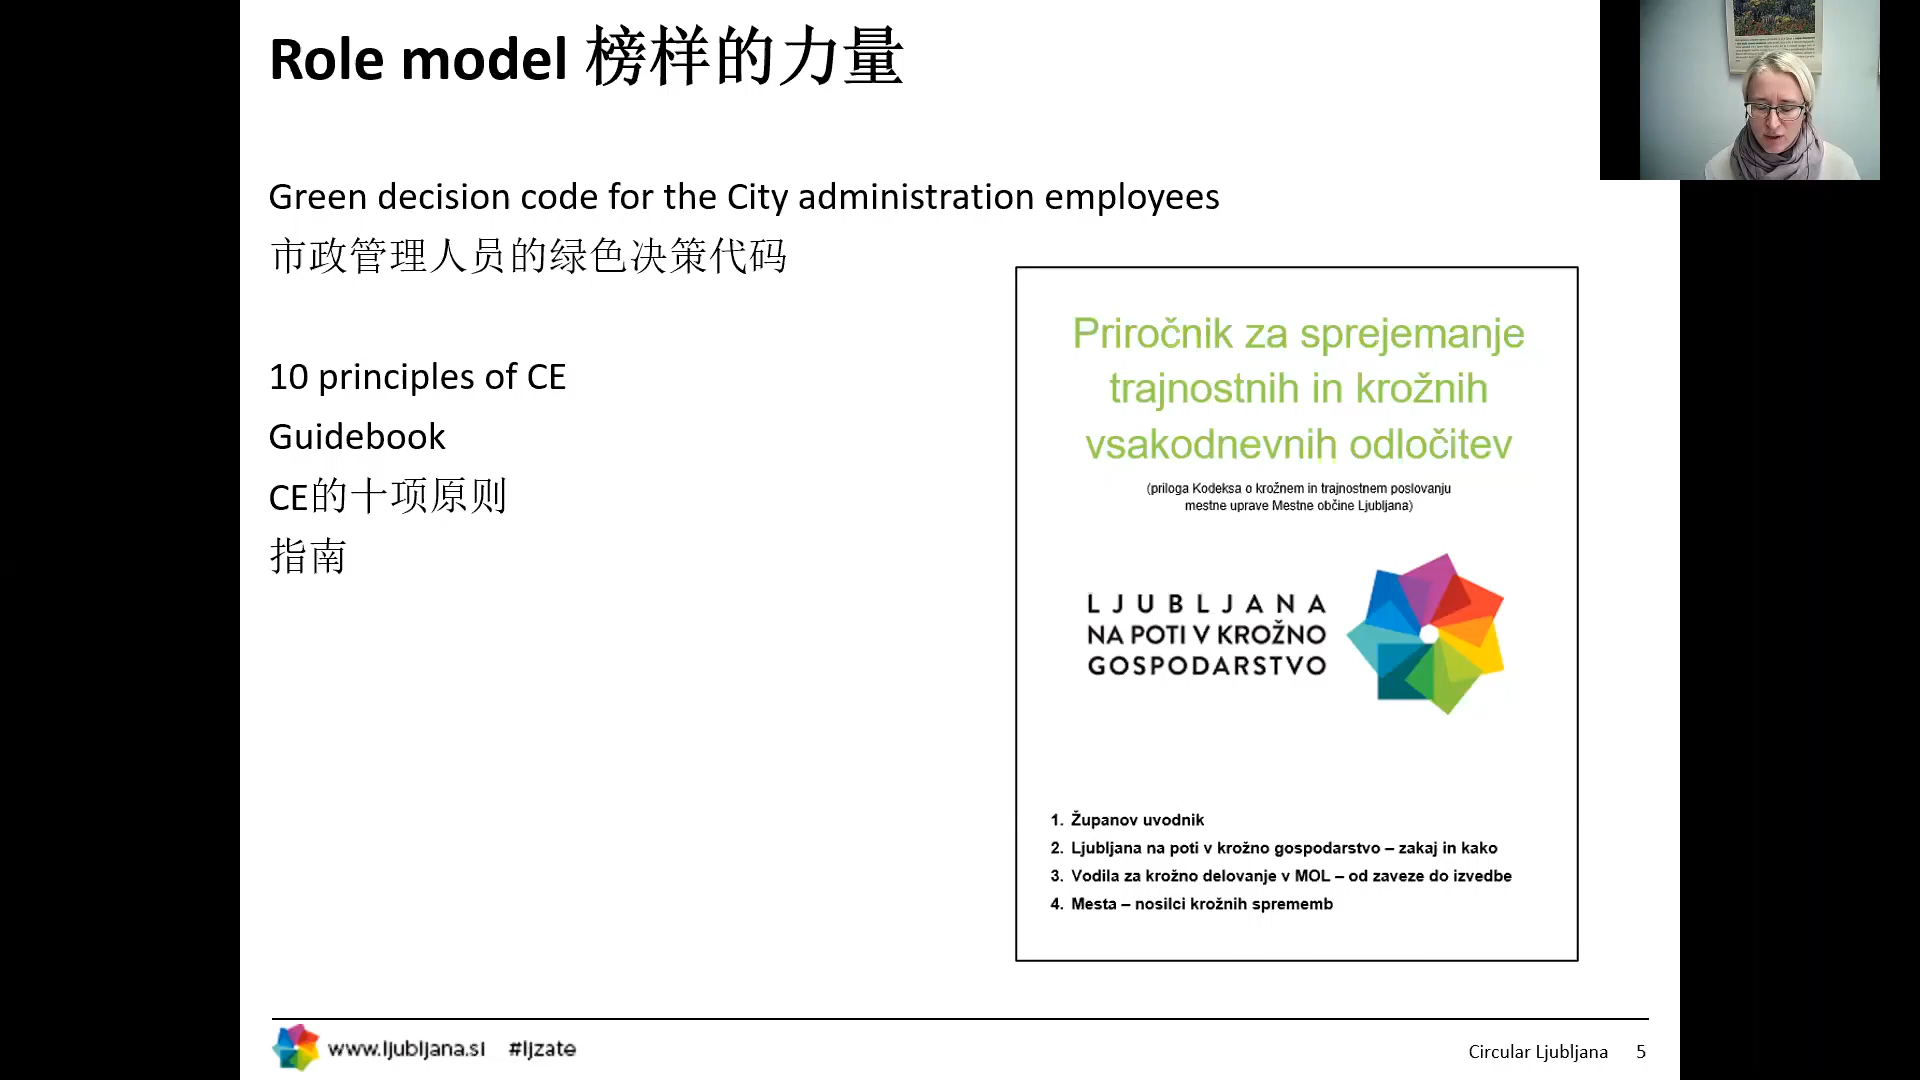 Role model 榜样的力量
Green decision code for the City administration employees
市政管理人员的绿色决策代码
10 principles of CE
Guidebook
CE的十项原则
指南
Priročnik za sprejemanje
trajnostnih in krožnih
vsakodnevnih odločitev
(priloga Kodeksa o krožnem in trajnostnem poslovanju
mestne uprave Mestne občine Ljubljana)
LJUBLJANA
NA POTI V KROŽNO
GOSPODARSTVO
1. Županov uvodnik
2. Ljubljana na poti v krožno gospodarstvo – zakaj in kako
3. Vodila za krožno delovanje v MOL – od zaveze do izvedbe
4. Mesta – nosilci krožnih sprememb
www.ljubljana.si #ljzate
Circular Ljubljana 5